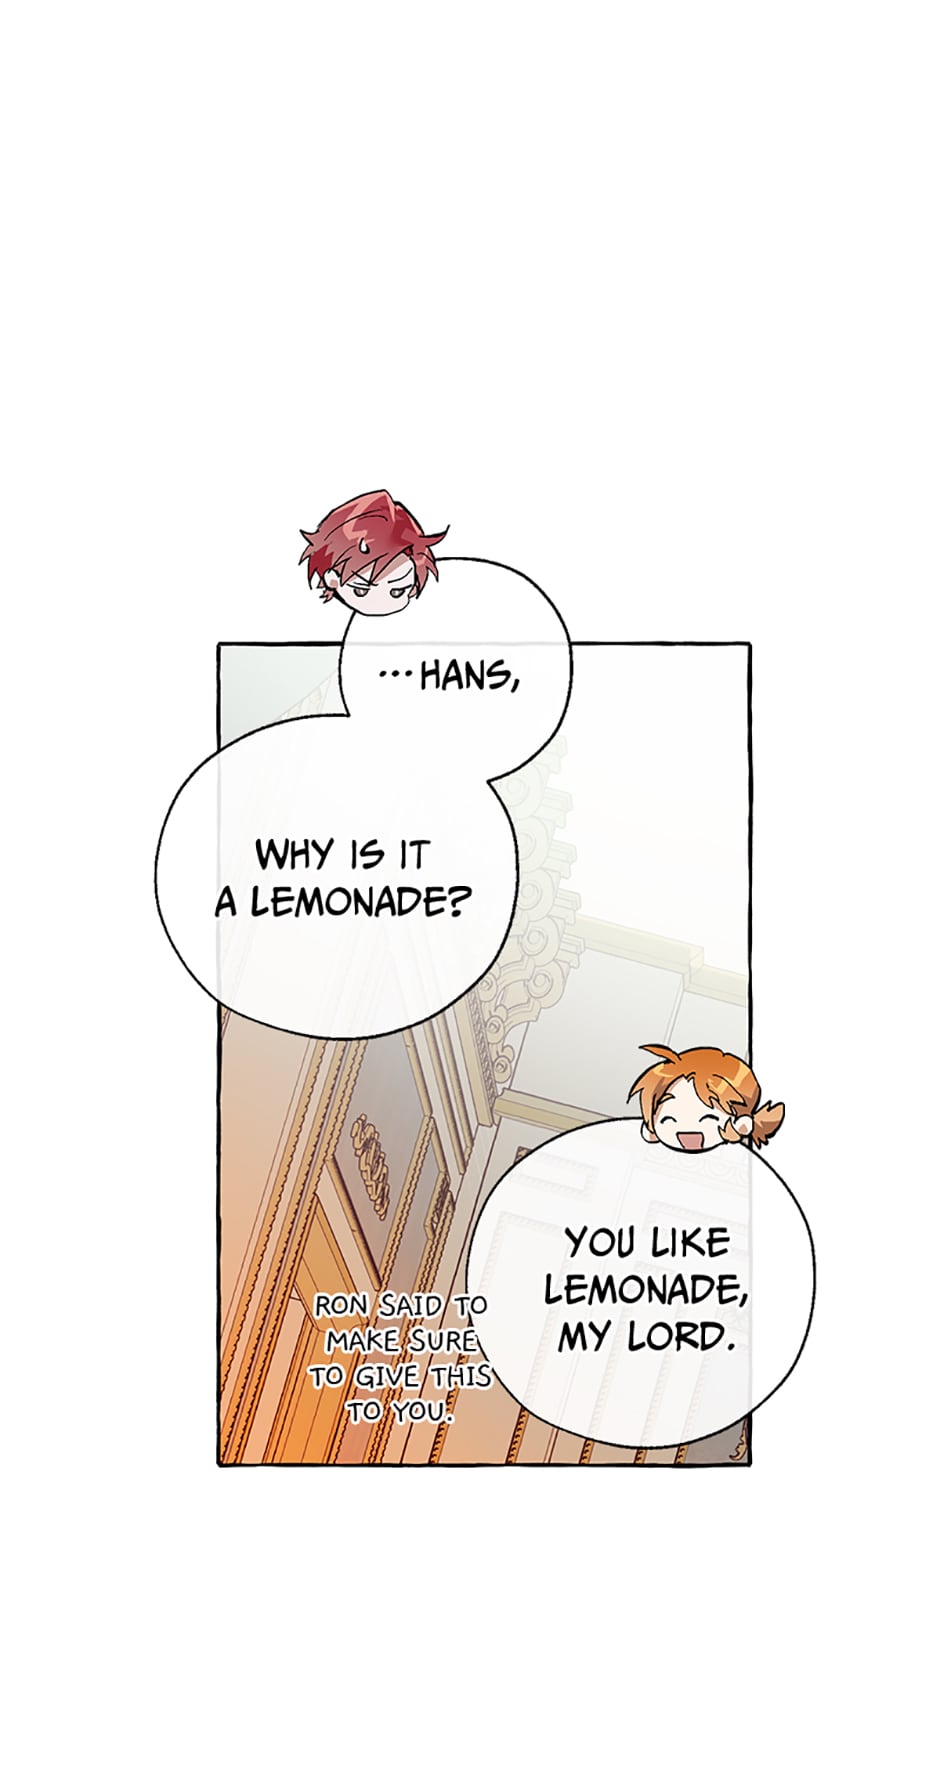 ...HANS,
WHY IS IT
A LEMONADE?
YOU LIKE
LEMONADE,
MY LORD.
RON SAID TO
MAKE SURE
TO GIVE THIS
TO YOU.